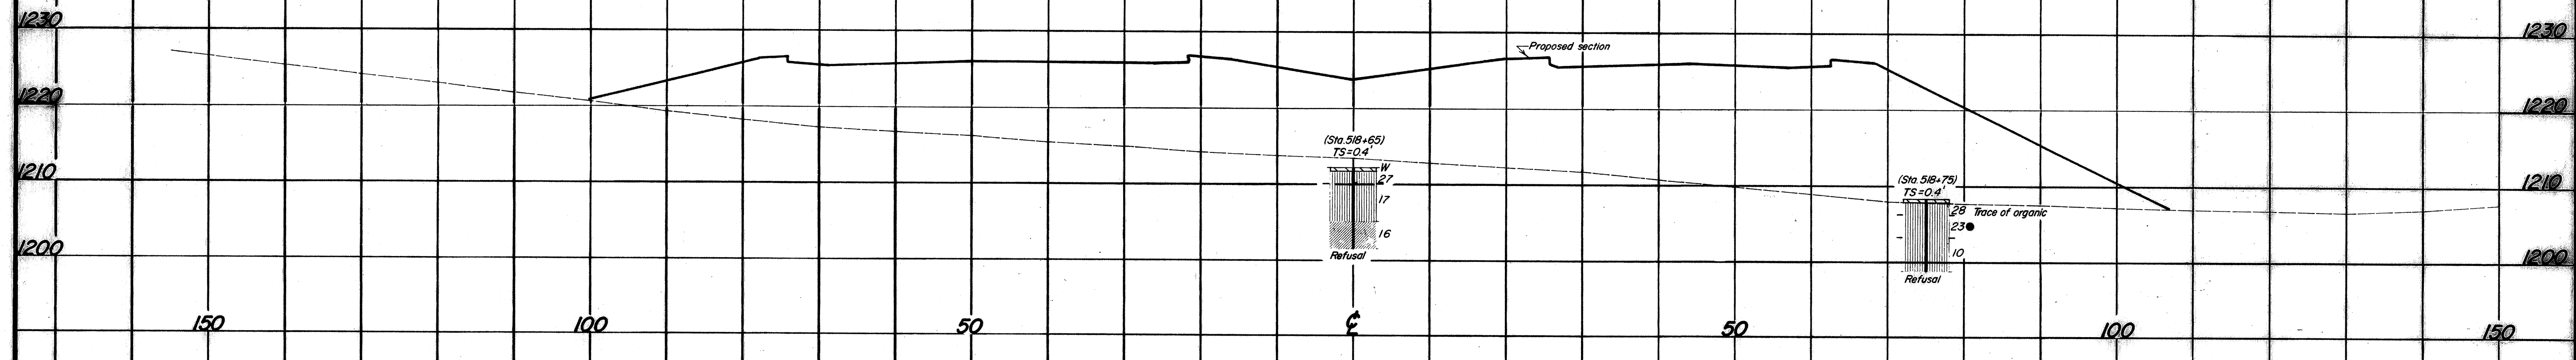 1230
1230
Proposed section
1220
1220
(Sta. 518+65)
TS=0.4'
W
27
17
16
Refusal
1210
1210
(Sta. 518+75)
TS=0.4'
28 Trace of organic
23
10
Refusal
1200
1200
150
100
50
℄
50
100
150